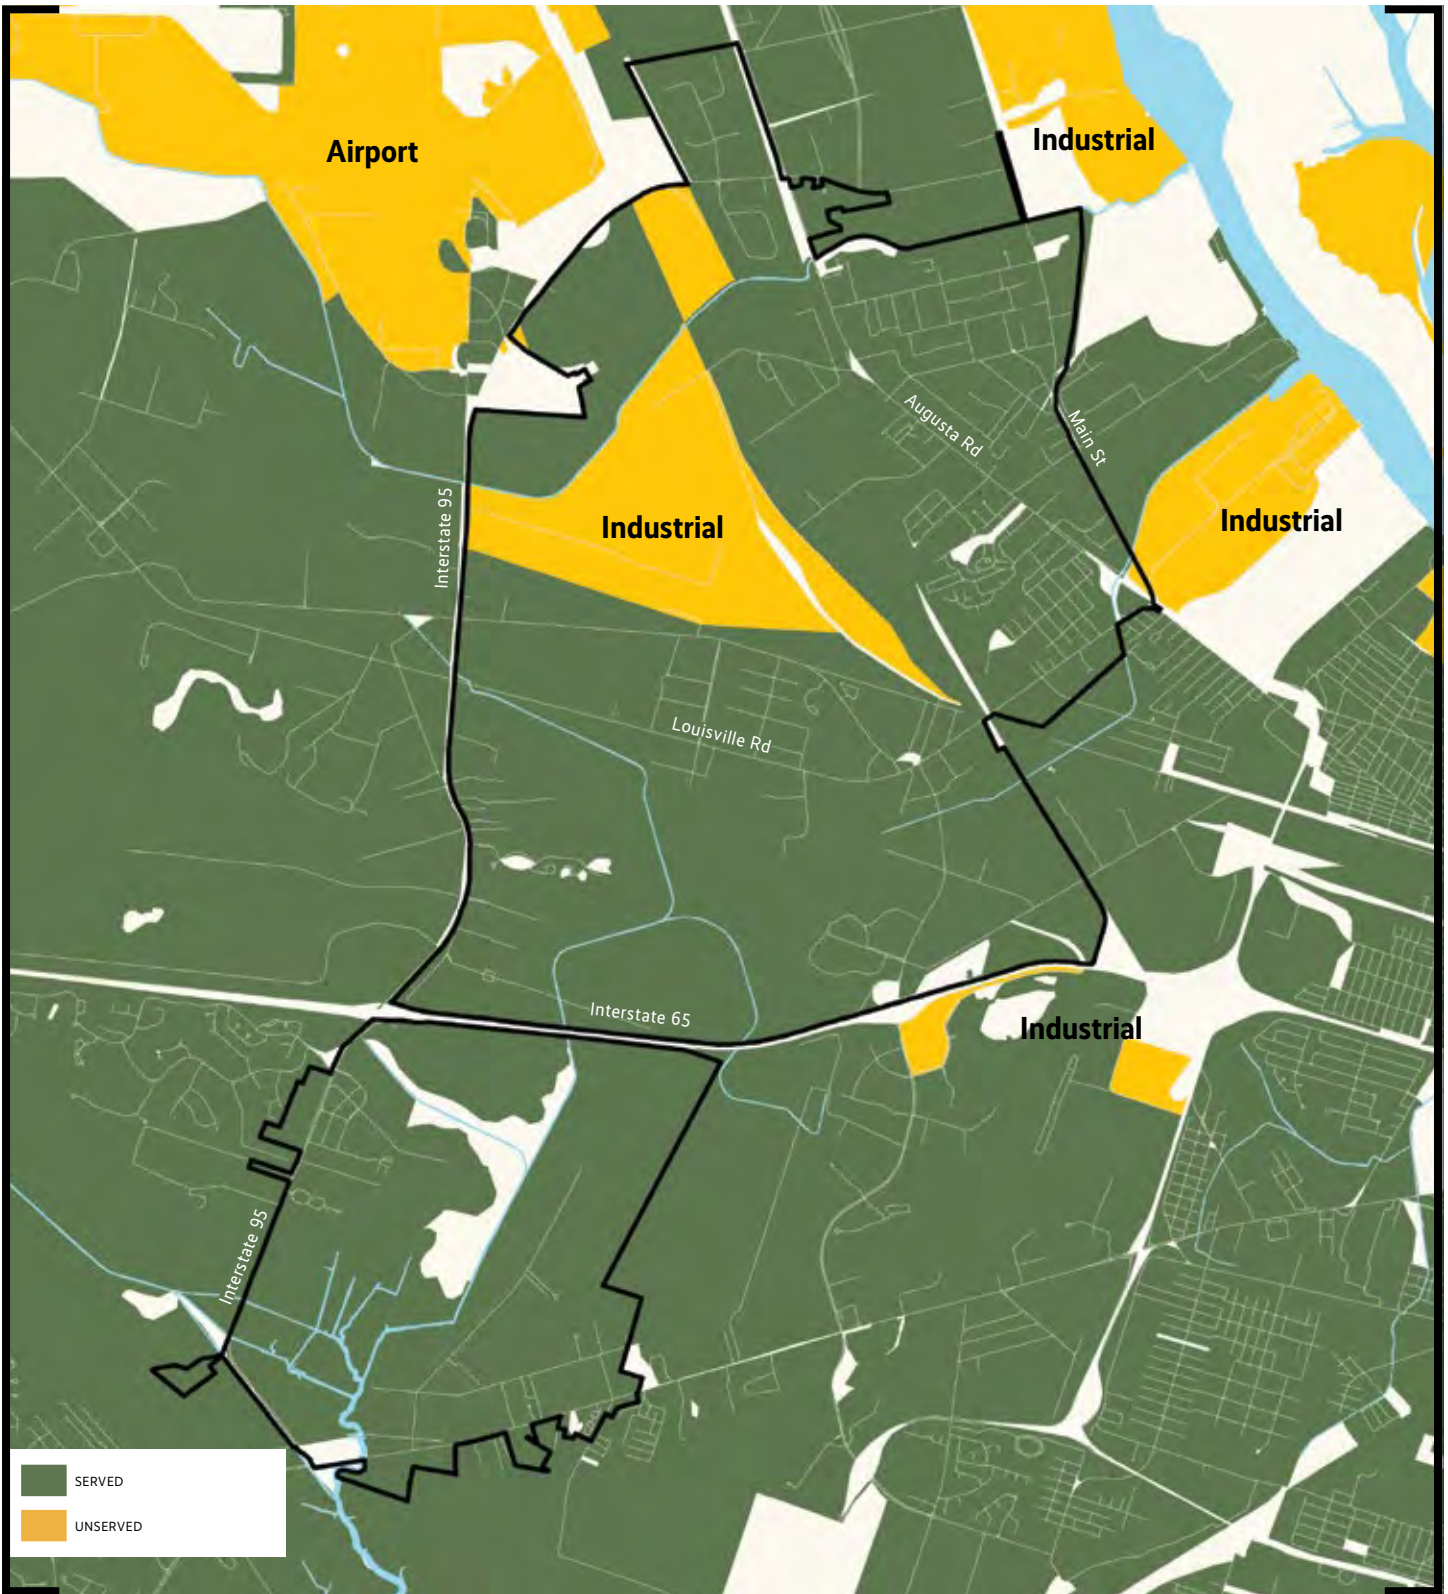 Airport
Industrial
Augusta Rd
Main St
Interstate 95
Industrial
Industrial
Louisville Rd
Interstate 65
Industrial
Interstate 95
SERVED
UNSERVED